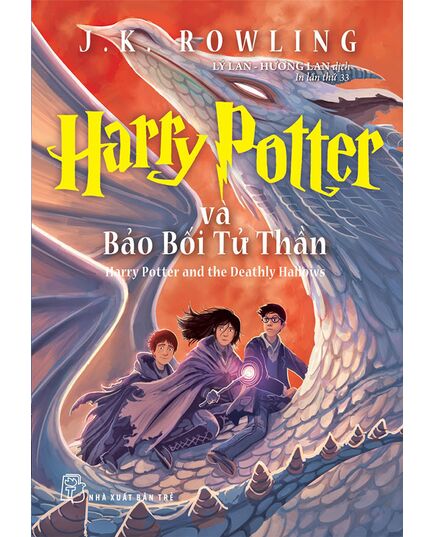 J. K. ROWLING
LÝ LAN - HƯƠNG LAN dịch
In lần thứ 33
Harry Potter
và
Bảo Bối Tử Thần
Harry Potter and the Deathly Hallows
NHÀ XUẤT BẢN TRẺ